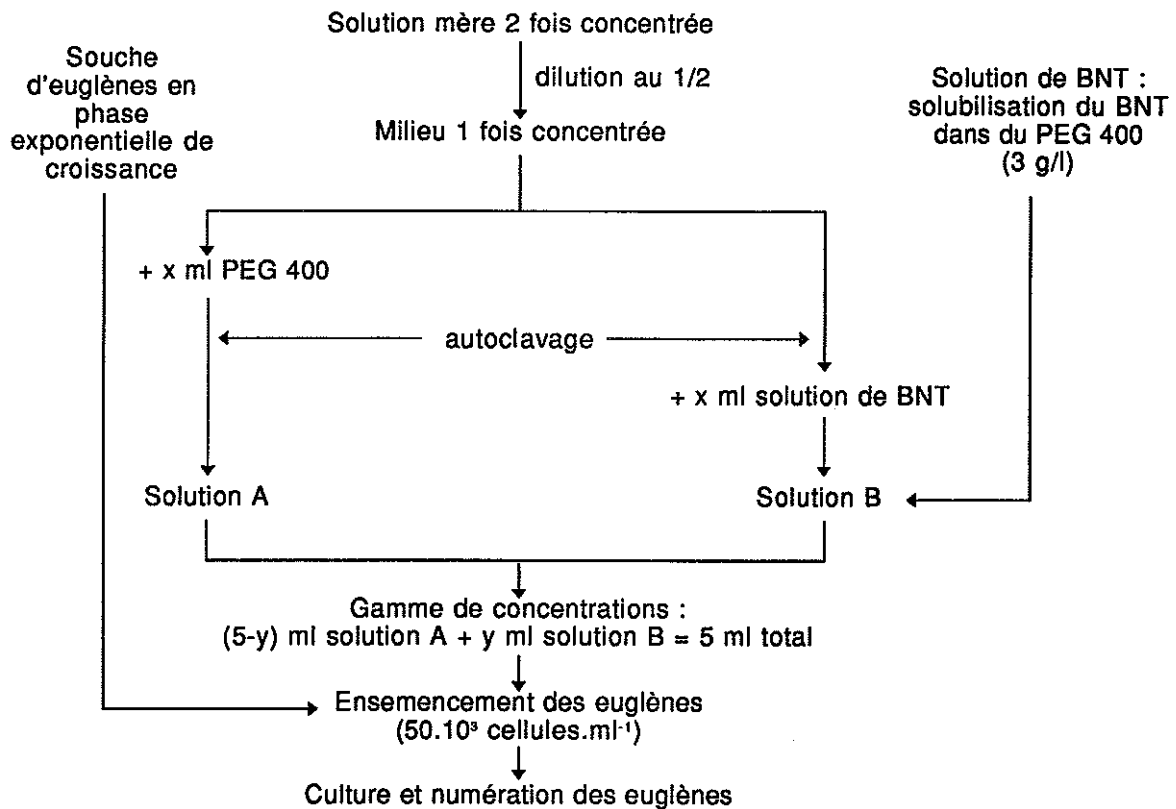 Solution mère 2 fois concentrée
Souche
d'euglènes en
phase
exponentielle de
croissance
dilution au 1/2
Milieu 1 fois concentrée
Solution de BNT :
solubilisation du BNT
dans du PEG 400
(3 g/l)
+ x ml PEG 400
autoclavage
+ x ml solution de BNT
Solution A
Solution B
Gamme de concentrations :
(5-y) ml solution A + y ml solution B = 5 ml total
Ensemencement des euglènes
(50.10³ cellules.ml⁻¹)
Culture et numération des euglènes